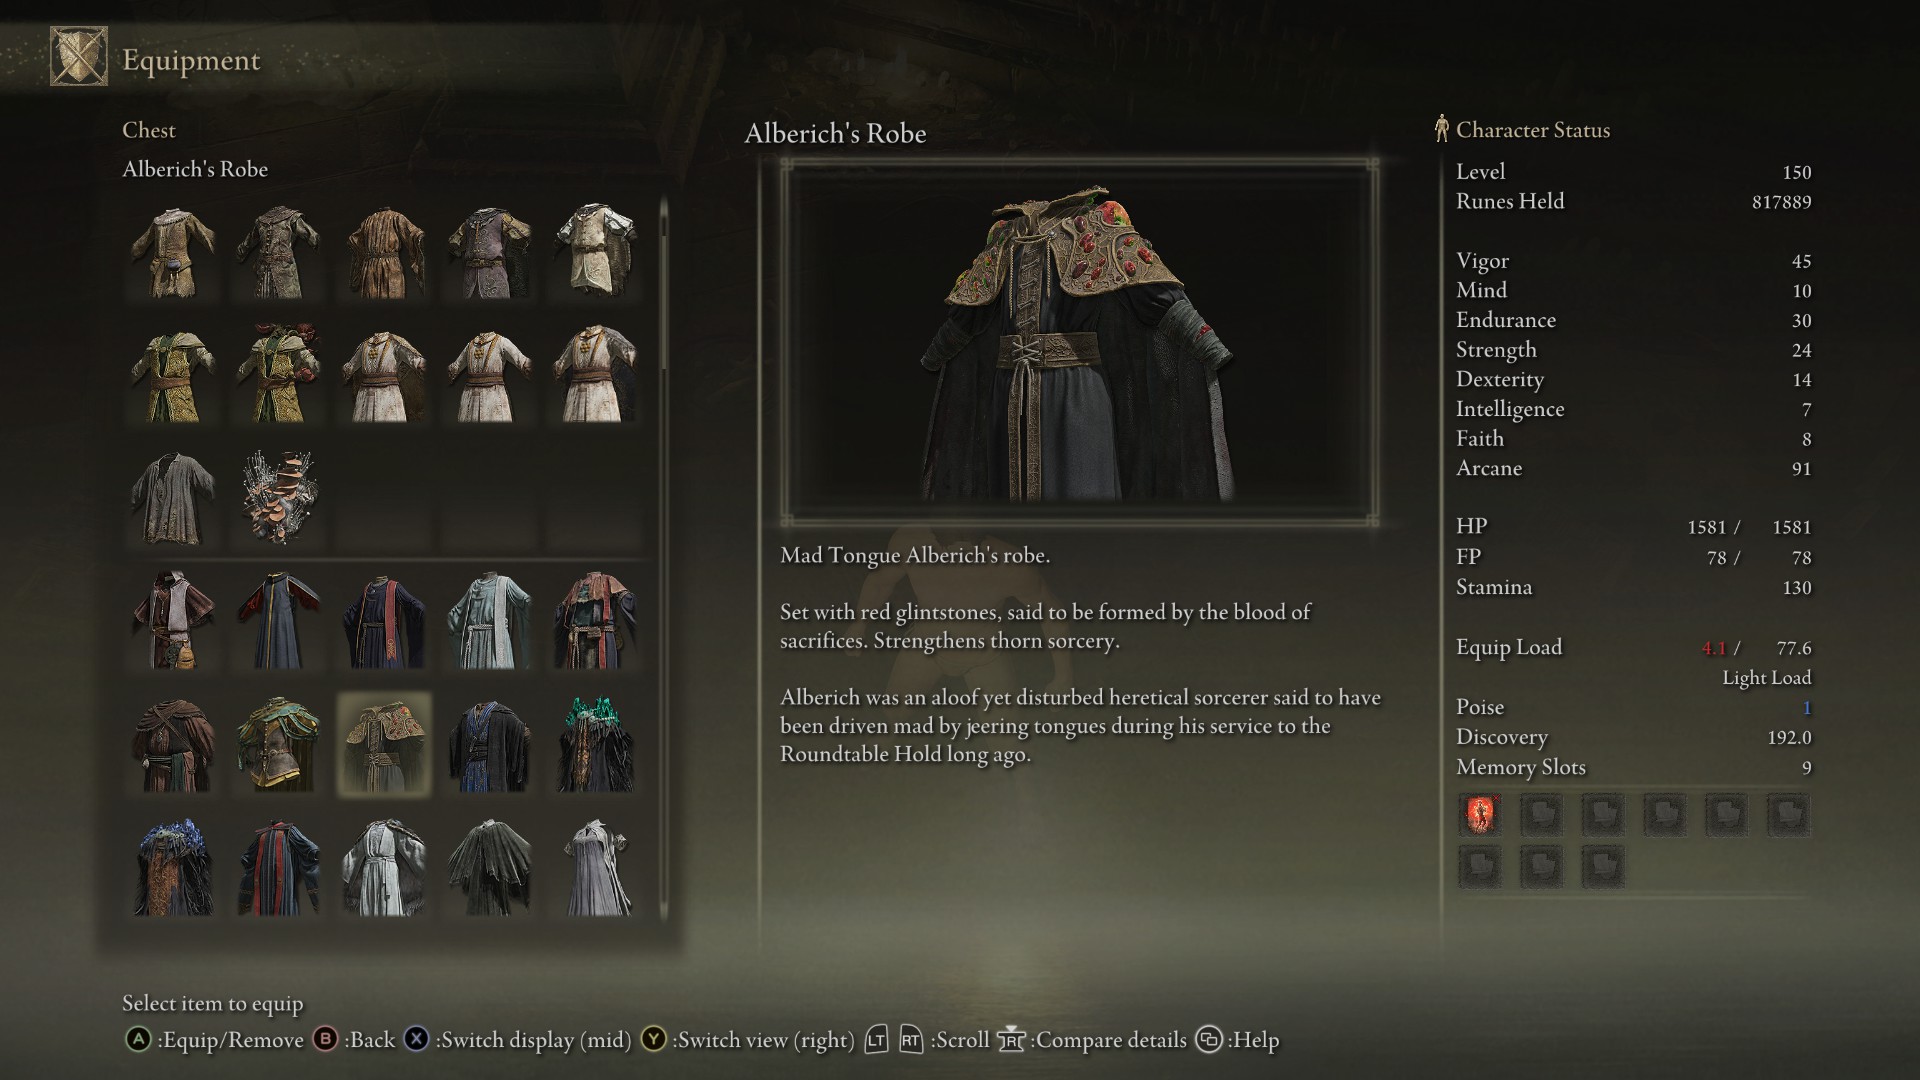 Equipment
Chest
Alberich's Robe
Alberich's Robe
Mad Tongue Alberich's robe.
Set with red glintstones, said to be formed by the blood of
sacrifices. Strengthens thorn sorcery.
Alberich was an aloof yet disturbed heretical sorcerer said to have
been driven mad by jeering tongues during his service to the
Roundtable Hold long ago.
Character Status
Level 150
Runes Held 817889
Vigor 45
Mind 10
Endurance 30
Strength 24
Dexterity 14
Intelligence 7
Faith 8
Arcane 91
HP 1581 / 1581
FP 78 / 78
Stamina 130
Equip Load 4.1 / 77.6
Light Load
Poise 1
Discovery 192.0
Memory Slots 9
Select item to equip
A :Equip/Remove B :Back X :Switch display (mid) Y :Switch view (right) LT RT :Scroll R :Compare details :Help